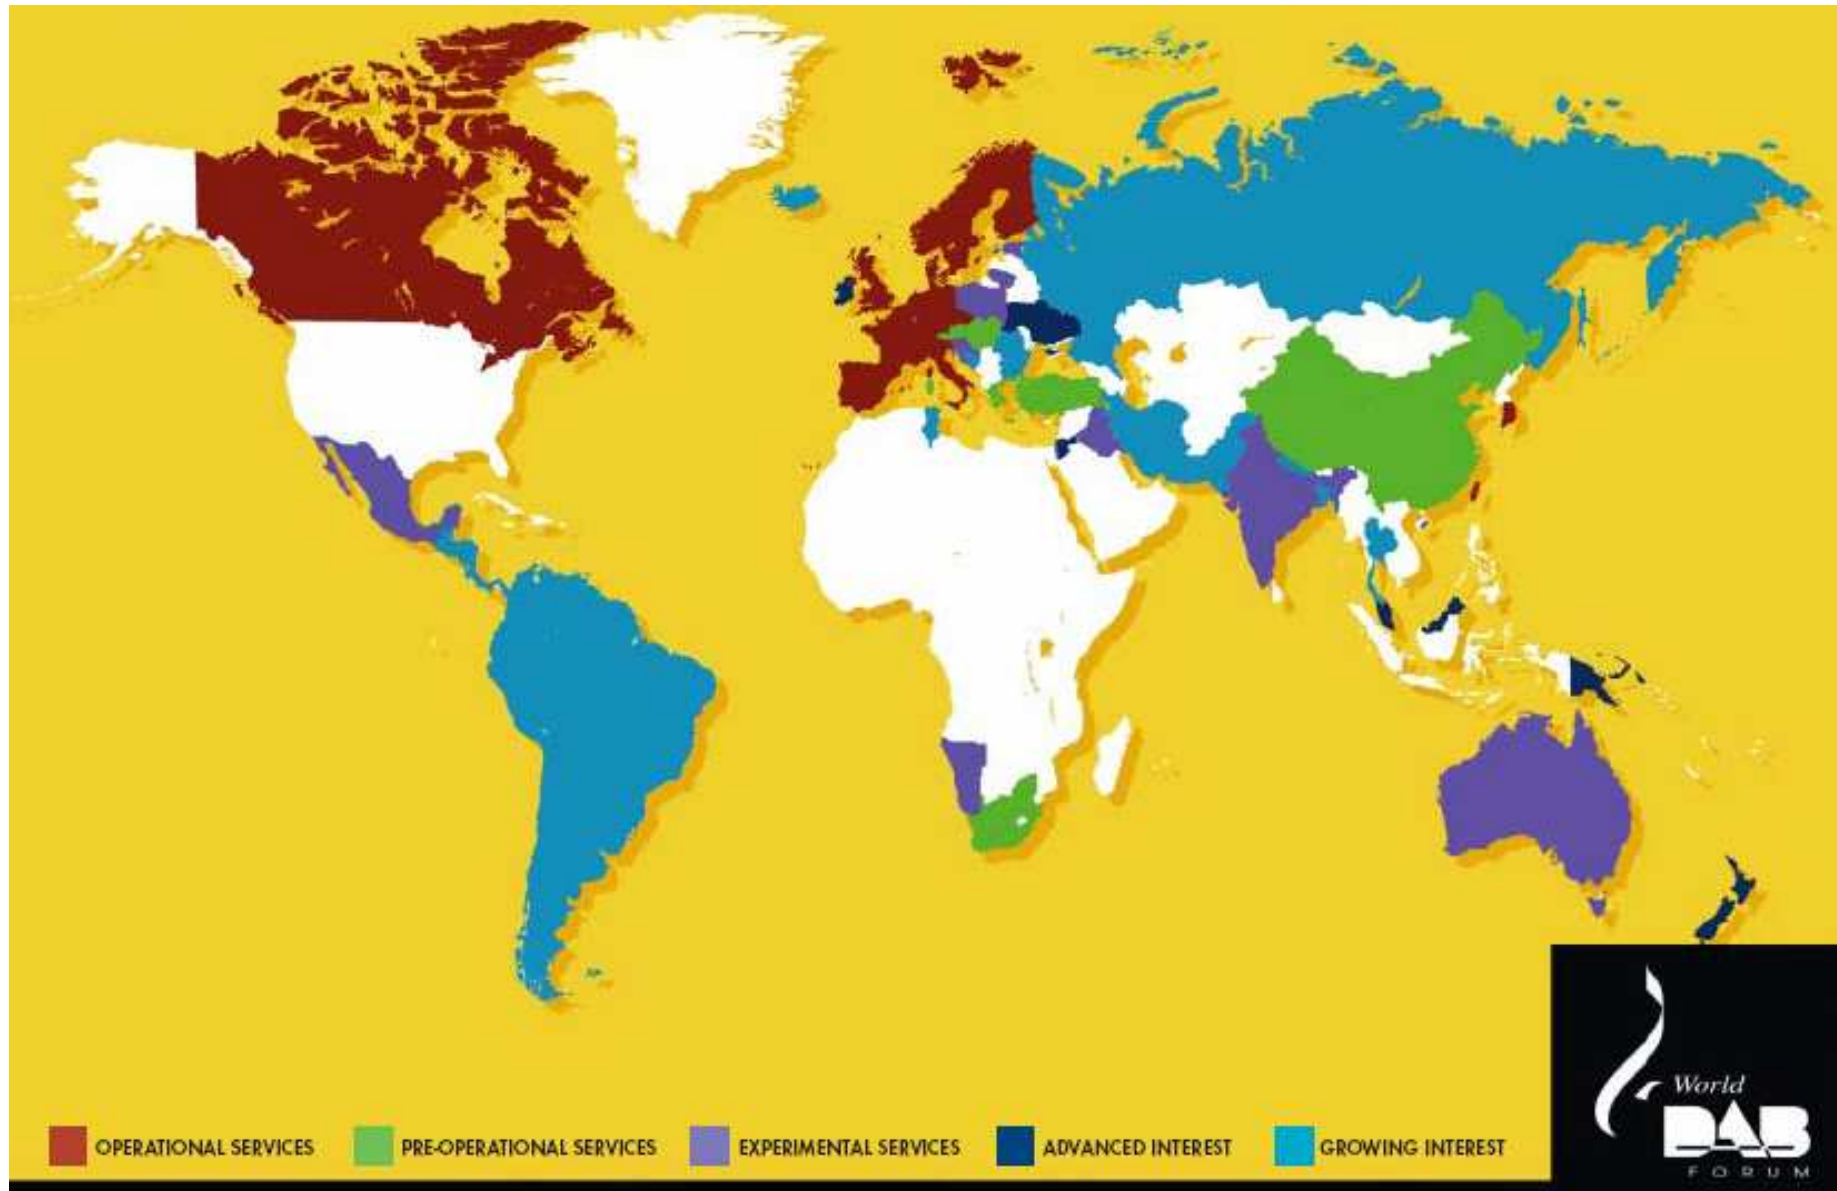 OPERATIONAL SERVICES
PRE-OPERATIONAL SERVICES
EXPERIMENTAL SERVICES
ADVANCED INTEREST
GROWING INTEREST
World
DAB
FORUM